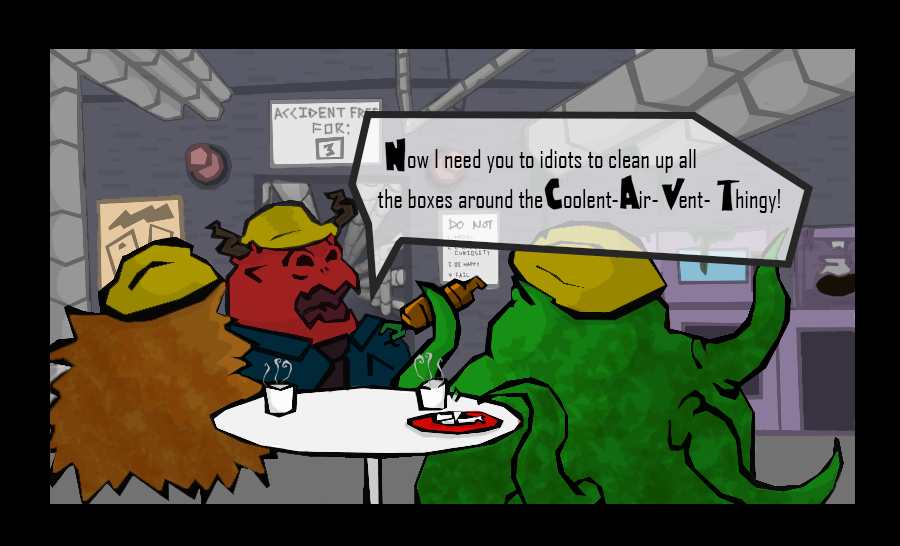 ACCIDENT FREE
FOR:
3
Now I need you to idiots to clean up all
the boxes around the Coolent-Air- Vent- Thingy!
DO NOT
CURIOSITY
BE HAPPY
4 FAIL